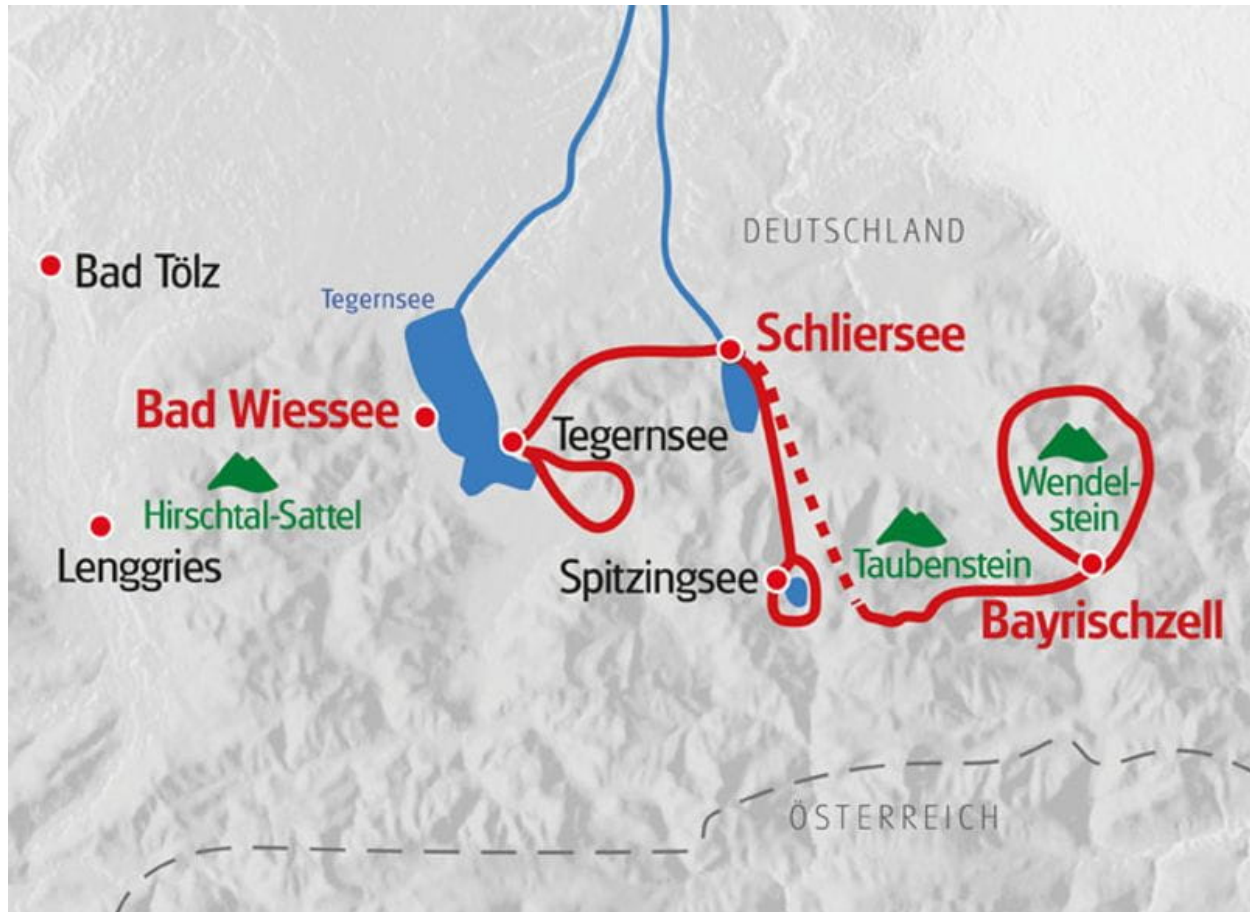 DEUTSCHLAND
Bad Tölz
Tegernsee
Schliersee
Bad Wiessee
Tegernsee
Hirschtal-Sattel
Wendel-
stein
Lenggries
Spitzingsee
Taubenstein
Bayrischzell
ÖSTERREICH